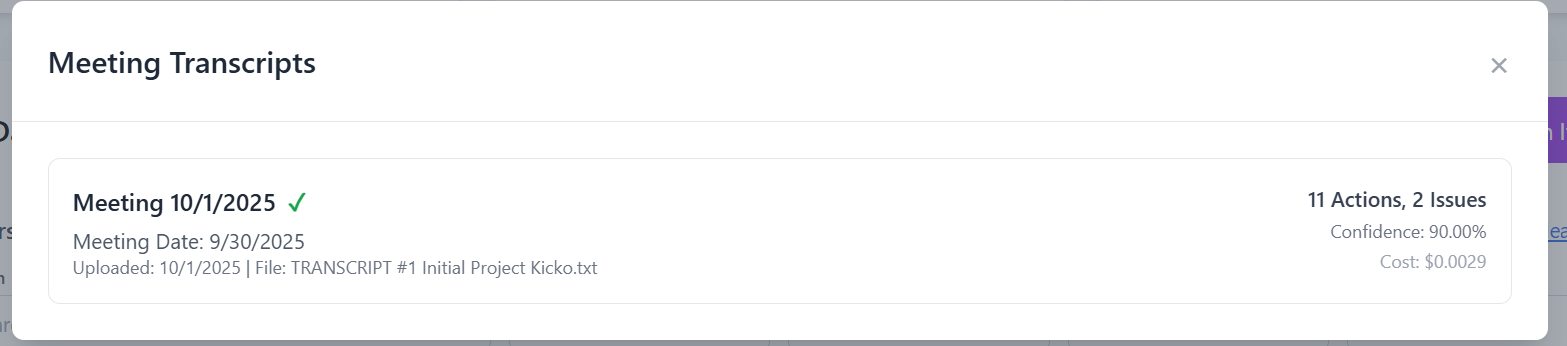 Meeting Transcripts
×
Meeting 10/1/2025 ✓
11 Actions, 2 Issues
Meeting Date: 9/30/2025
Confidence: 90.00%
Uploaded: 10/1/2025 | File: TRANSCRIPT #1 Initial Project Kicko.txt
Cost: $0.0029